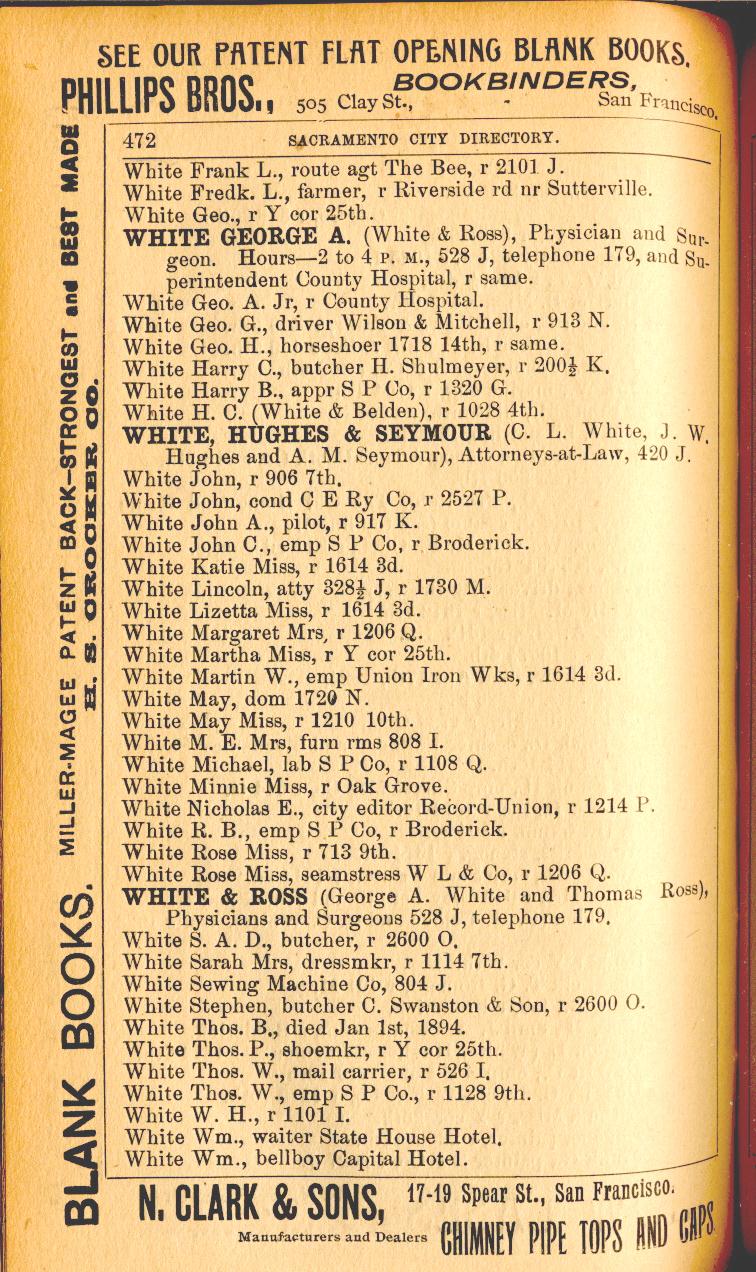 SEE OUR PATENT FLAT OPENING BLANK BOOKS.
PHILLIPS BROS., 505 Clay St., BOOKBINDERS, San Francisco.
472 SACRAMENTO CITY DIRECTORY.
White Frank L., route agt The Bee, r 2101 J.
White Fredk. L., farmer, r Riverside rd nr Sutterville.
White Geo., r Y cor 25th.
WHITE GEORGE A. (White & Ross), Physician and Sur-
geon. Hours—2 to 4 P. M., 528 J, telephone 179, and Su-
perintendent County Hospital, r same.
White Geo. A. Jr, r County Hospital.
White Geo. G., driver Wilson & Mitchell, r 913 N.
White Geo. H., horseshoer 1718 14th, r same.
White Harry C., butcher H. Shulmeyer, r 200½ K.
White Harry B., appr S P Co, r 1320 G.
White H. C. (White & Belden), r 1028 4th.
WHITE, HUGHES & SEYMOUR (C. L. White, J. W.
Hughes and A. M. Seymour), Attorneys-at-Law, 420 J.
White John, r 906 7th.
White John, cond C E Ry Co, r 2527 P.
White John A., pilot, r 917 K.
White John C., emp S P Co, r Broderick.
White Katie Miss, r 1614 3d.
White Lincoln, atty 328½ J, r 1730 M.
White Lizetta Miss, r 1614 3d.
White Margaret Mrs, r 1206 Q.
White Martha Miss, r Y cor 25th.
White Martin W., emp Union Iron Wks, r 1614 3d.
White May, dom 1720 N.
White May Miss, r 1210 10th.
White M. E. Mrs, furn rms 808 I.
White Michael, lab S P Co, r 1108 Q.
White Minnie Miss, r Oak Grove.
White Nicholas E., city editor Record-Union, r 1214 P.
White R. B., emp S P Co, r Broderick.
White Rose Miss, r 713 9th.
White Rose Miss, seamstress W L & Co, r 1206 Q.
WHITE & ROSS (George A. White and Thomas Ross),
Physicians and Surgeons 528 J, telephone 179.
White S. A. D., butcher, r 2600 O.
White Sarah Mrs, dressmkr, r 1114 7th.
White Sewing Machine Co, 804 J.
White Stephen, butcher C. Swanston & Son, r 2600 O.
White Thos. B., died Jan 1st, 1894.
White Thos. P., shoemkr, r Y cor 25th.
White Thos. W., mail carrier, r 526 I.
White Thos. W., emp S P Co., r 1128 9th.
White W. H., r 1101 I.
White Wm., waiter State House Hotel.
White Wm., bellboy Capital Hotel.
BLANK BOOKS. MILLER-MAGEE PATENT BACK—STRONGEST and BEST MADE
H. S. CROCKER CO.
N. CLARK & SONS, 17-19 Spear St., San Francisco.
Manufacturers and Dealers CHIMNEY PIPE TOPS AND CAPS